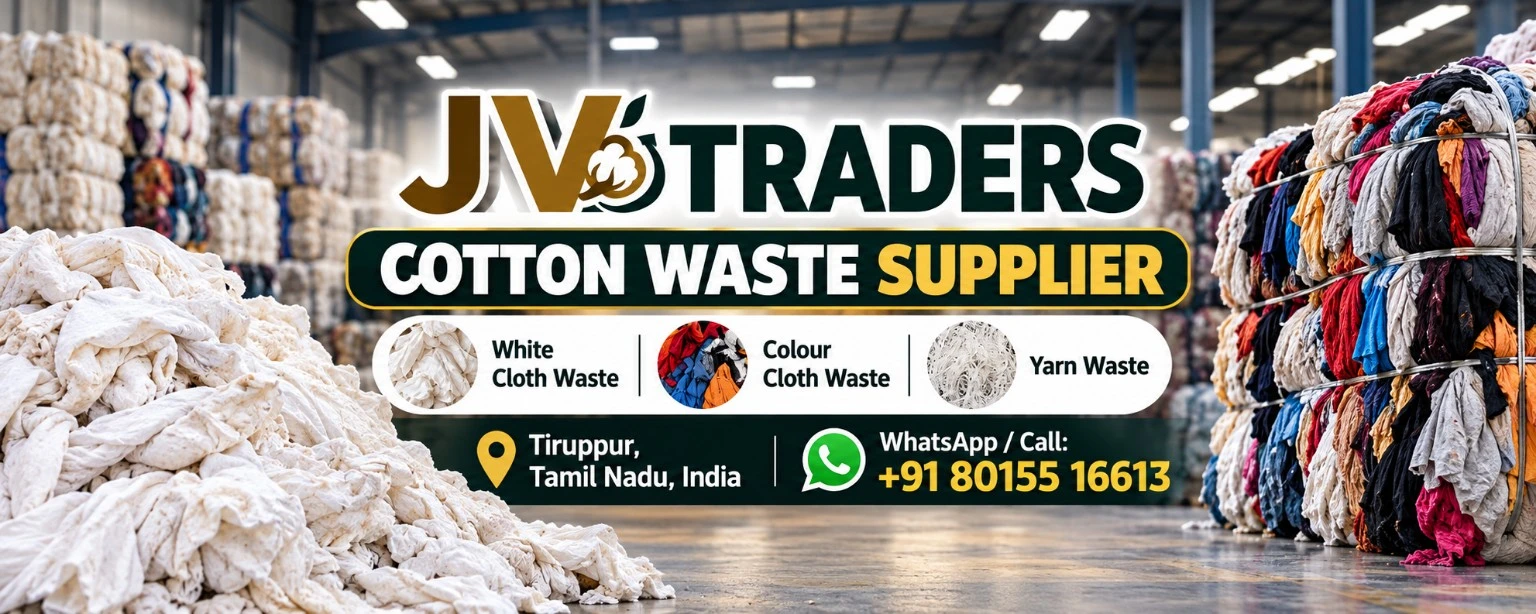 JV TRADERS
COTTON WASTE SUPPLIER
White
Cloth Waste
Colour
Cloth Waste
Yarn Waste
Tiruppur,
Tamil Nadu, India
WhatsApp / Call:
+91 80155 16613